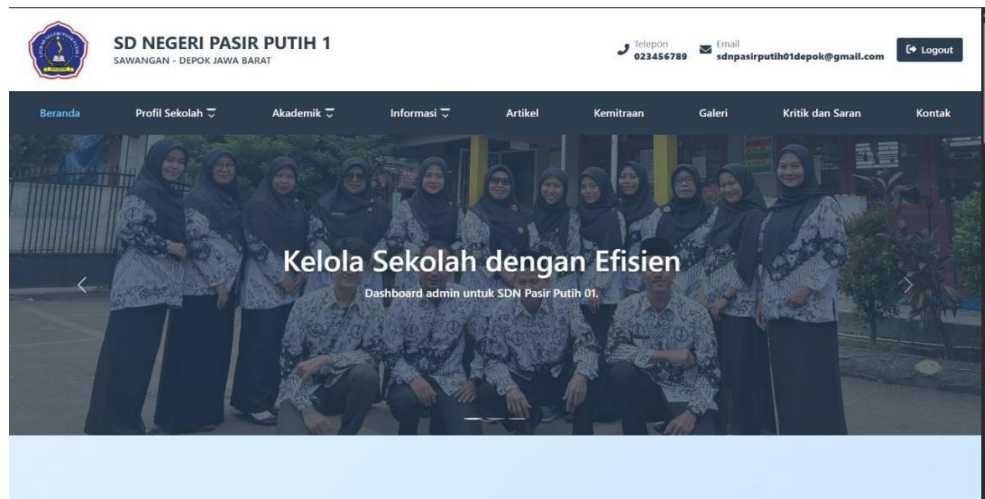 SD NEGERI PASIR PUTIH 1
SAWANGAN - DEPOK JAWA BARAT
Telepon
023456789
Email
sdnpasirputih01depok@gmail.com
Logout
Beranda Profil Sekolah Akademik Informasi Artikel Kemitraan Galeri Kritik dan Saran Kontak
Kelola Sekolah dengan Efisien
Dashboard admin untuk SDN Pasir Putih 01.